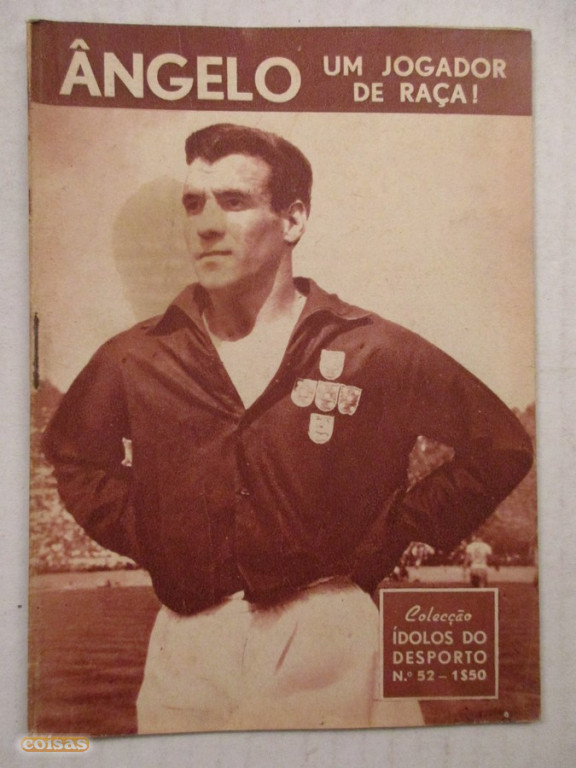 ÂNGELO
UM JOGADOR
DE RAÇA!
Colecção
ÍDOLOS DO
DESPORTO
N.º 52 - 1$50
coisas